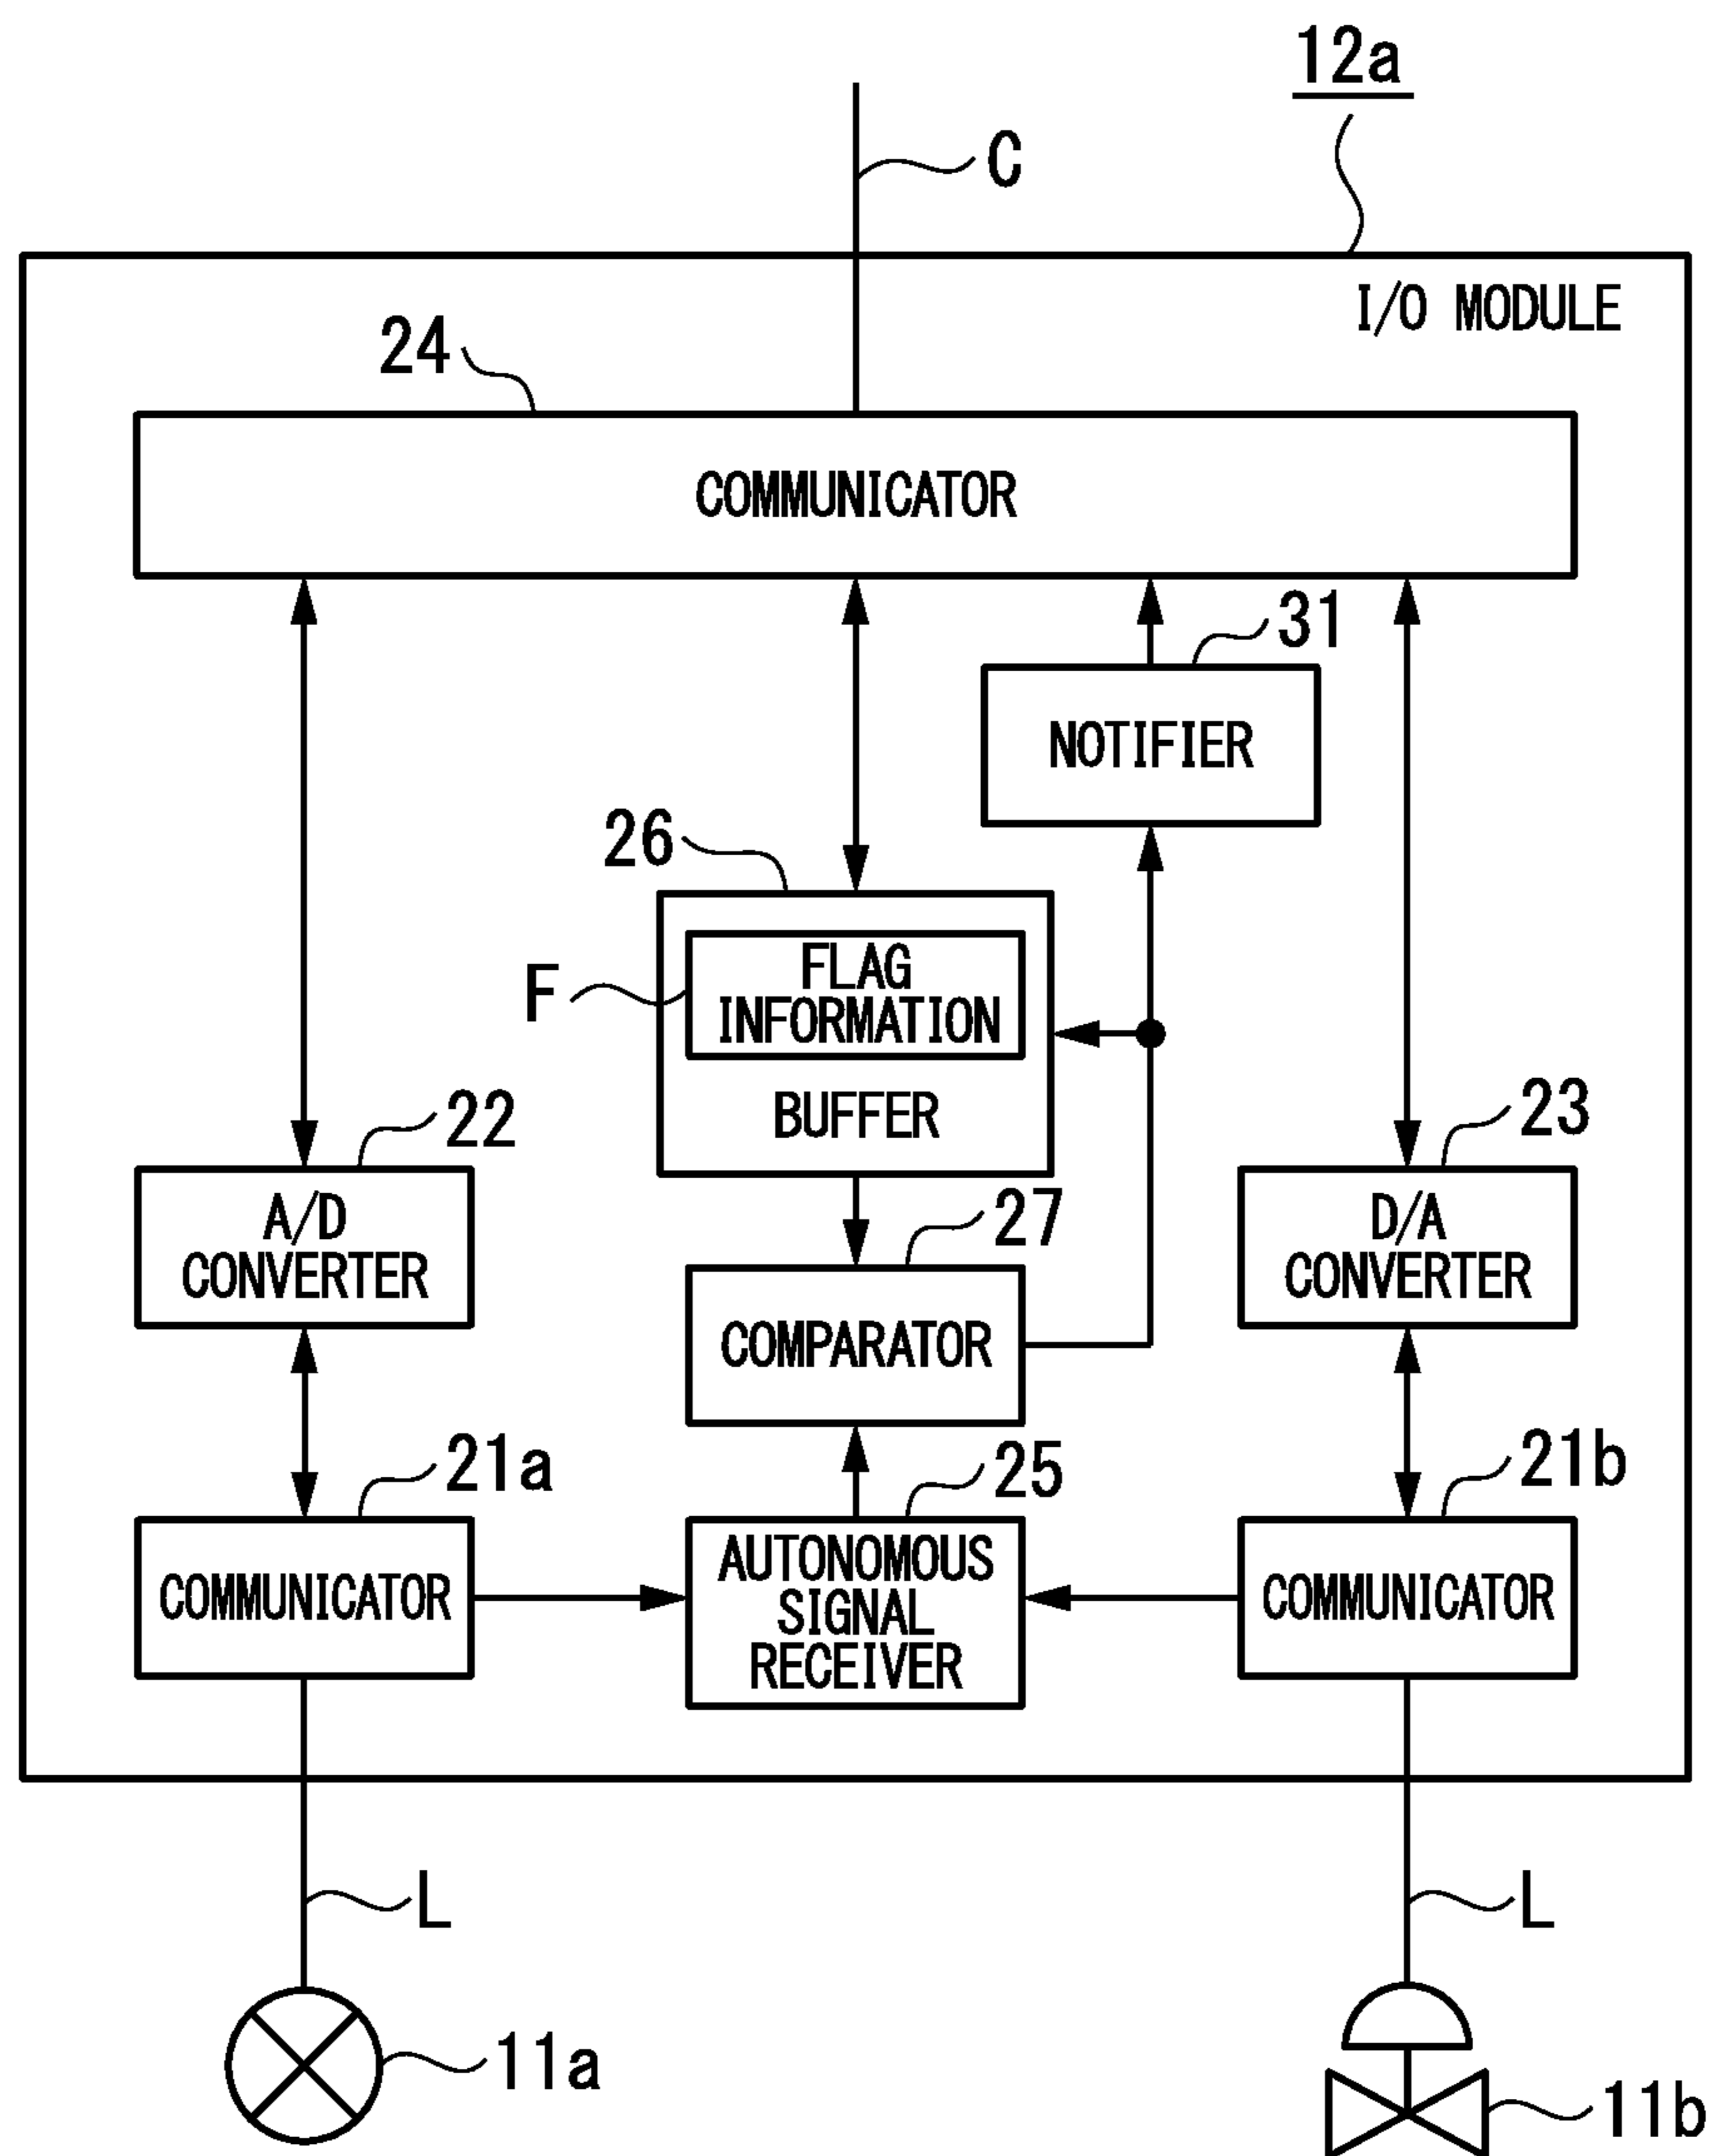 12a
C
I/O MODULE
24
COMMUNICATOR
31
NOTIFIER
26
F
FLAG
INFORMATION
BUFFER
22
A/D
CONVERTER
23
D/A
CONVERTER
27
COMPARATOR
21a
COMMUNICATOR
25
AUTONOMOUS
SIGNAL
RECEIVER
21b
COMMUNICATOR
L
L
11a
11b